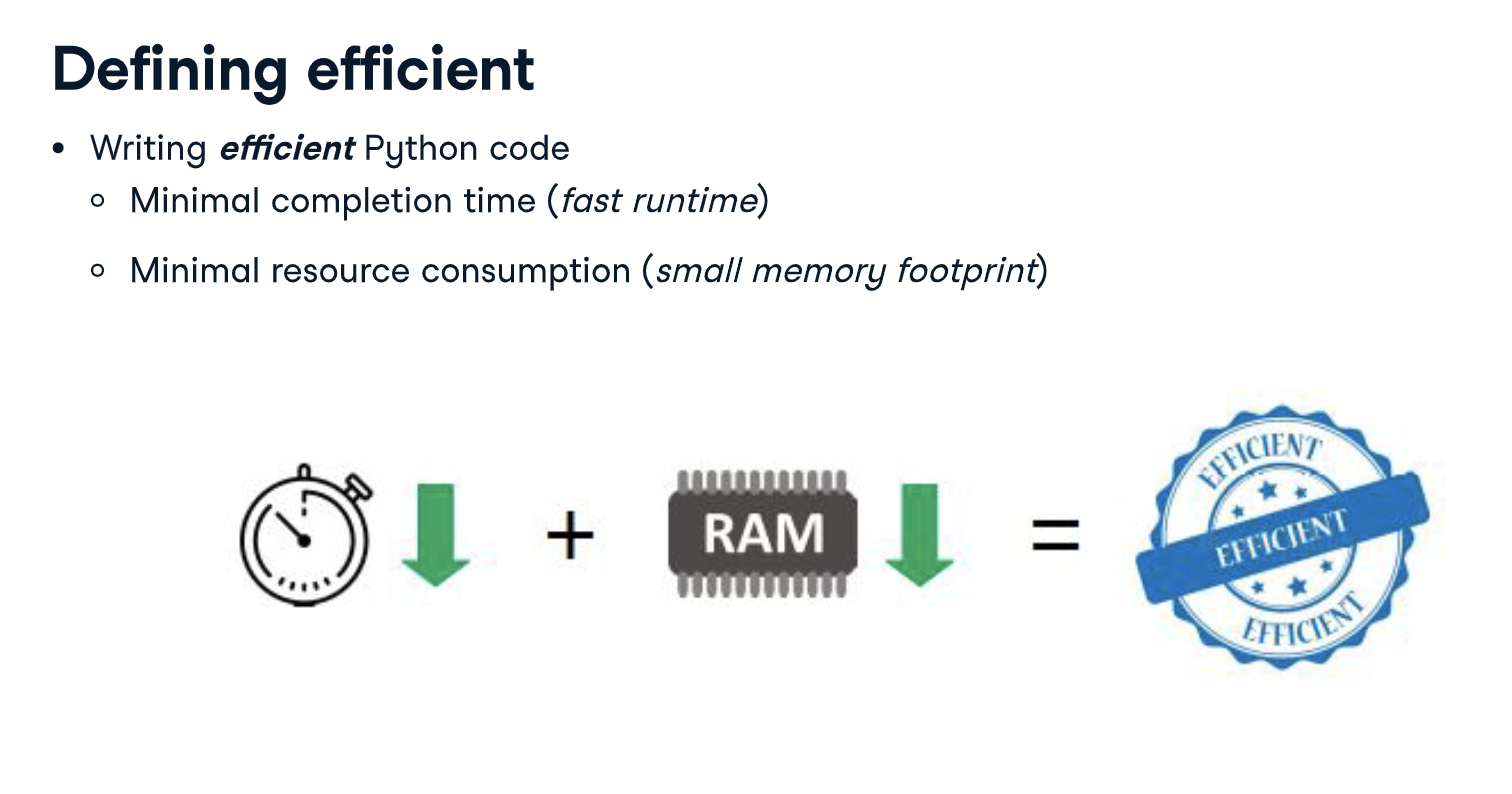 Defining efficient
• Writing efficient Python code
○ Minimal completion time (fast runtime)
○ Minimal resource consumption (small memory footprint)
+ RAM =
EFFICIENT
EFFICIENT
EFFICIENT